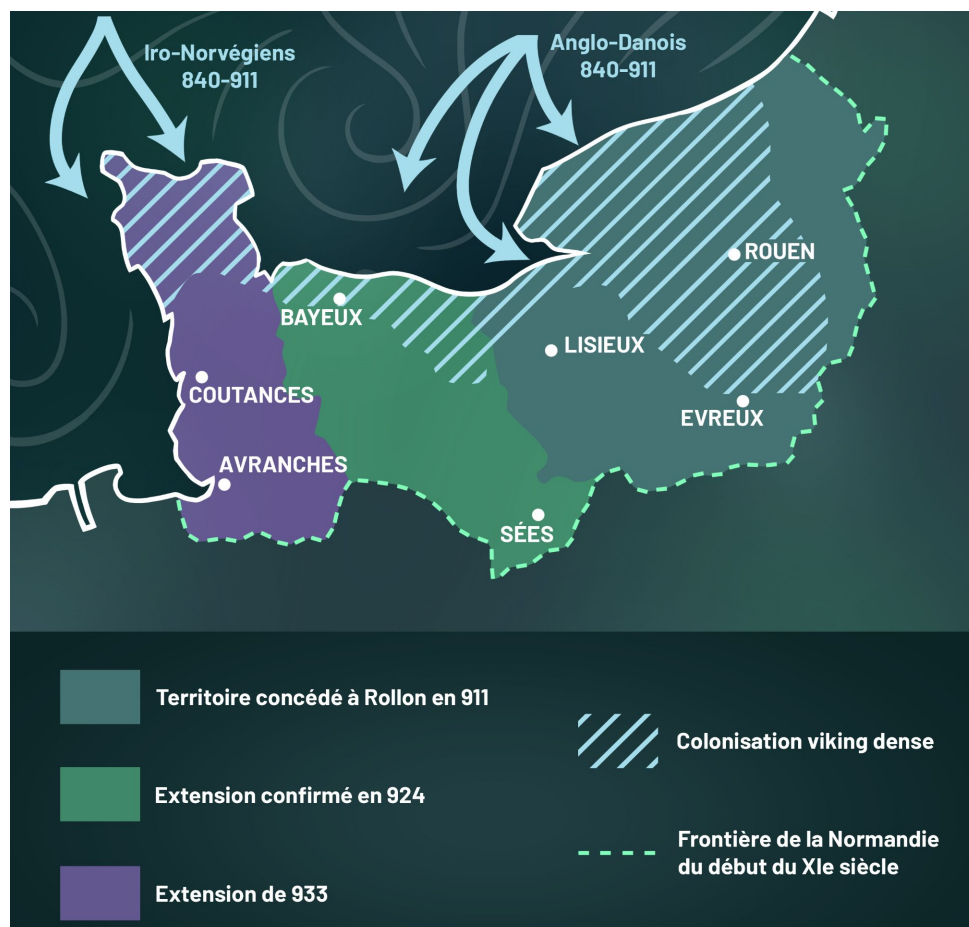 Iro-Norvégiens
840-911
Anglo-Danois
840-911
ROUEN
BAYEUX
LISIEUX
COUTANCES
EVREUX
AVRANCHES
SÉES
Territoire concédé à Rollon en 911
Extension confirmé en 924
Extension de 933
Colonisation viking dense
Frontière de la Normandie
du début du XIe siècle